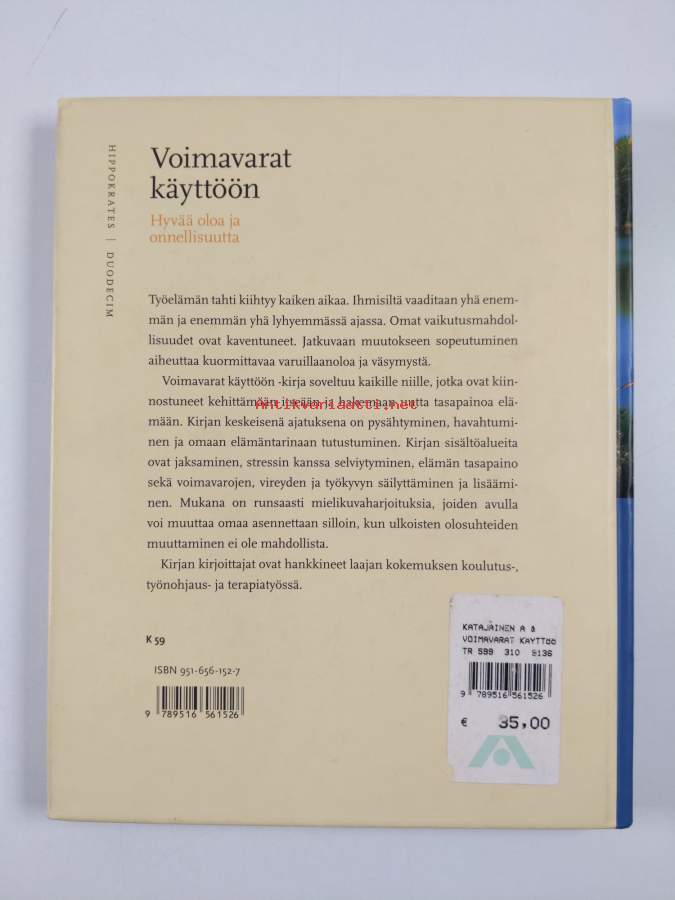 HIPPOKRATES | DUODECIM
Voimavarat
käyttöön
Hyvää oloa ja
onnellisuutta
Työelämän tahti kiihtyy kaiken aikaa. Ihmisiltä vaaditaan yhä enem-
män ja enemmän yhä lyhyemmässä ajassa. Omat vaikutusmahdol-
lisuudet ovat kaventuneet. Jatkuvaan muutokseen sopeutuminen
aiheuttaa kuormittavaa varuillaanoloa ja väsymystä.
Voimavarat käyttöön -kirja soveltuu kaikille niille, jotka ovat kiin-
nostuneet kehittämään itseään ja hakemaan uutta tasapainoa elä-
antikvariaatti.net
mään. Kirjan keskeisenä ajatuksena on pysähtyminen, havahtumi-
nen ja omaan elämäntarinaan tutustuminen. Kirjan sisältöalueita
ovat jaksaminen, stressin kanssa selviytyminen, elämän tasapaino
sekä voimavarojen, vireyden ja työkyvyn säilyttäminen ja lisäämi-
nen. Mukana on runsaasti mielikuvaharjoituksia, joiden avulla
voi muuttaa omaa asennettaan silloin, kun ulkoisten olosuhteiden
muuttaminen ei ole mahdollista.
Kirjan kirjoittajat ovat hankkineet laajan kokemuksen koulutus-,
työnohjaus- ja terapiatyössä.
K 59
ISBN 951-656-152-7
9 789516 561526
KATAJAINEN A &
VOIMAVARAT KÄYTTÖÖ
TR 599 310 9136
9 789516 561526
€ 35,00